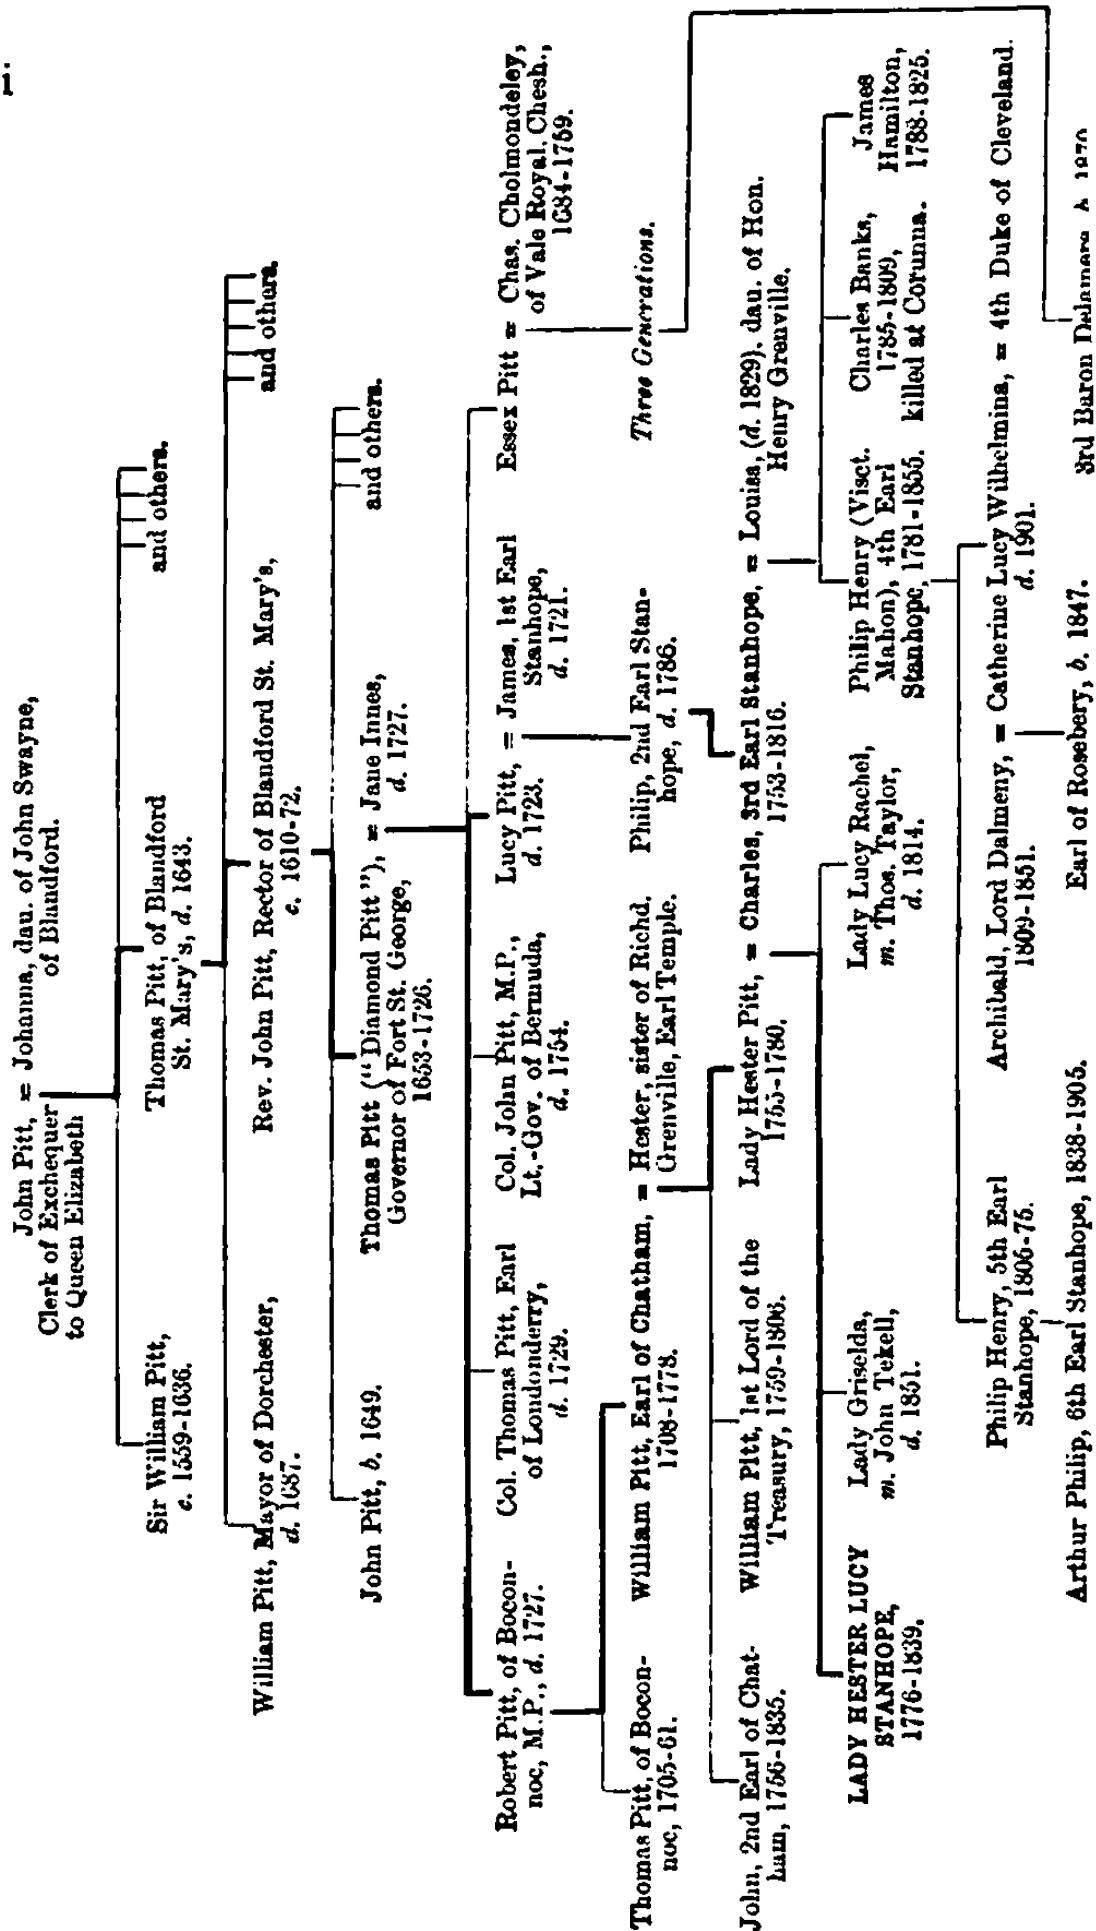 i
John Pitt, = Johanna, dau. of John Swayne,
Clerk of Exchequer of Blandford.
to Queen Elizabeth
Sir William Pitt,
c. 1559-1636.
Thomas Pitt, of Blandford
St. Mary's, d. 1643.
and others.
William Pitt, Mayor of Dorchester,
d. 1687.
Rev. John Pitt, Rector of Blandford St. Mary's,
c. 1610-72.
and others.
John Pitt, b. 1649.
Thomas Pitt ("Diamond Pitt"), = Jane Innes,
Governor of Fort St. George, d. 1727.
1653-1726.
and others.
Robert Pitt, of Bocon-
noc, M.P., d. 1727.
Col. Thomas Pitt, Earl
of Londonderry,
d. 1729.
Col. John Pitt, M.P.,
Lt.-Gov. of Bermuda,
d. 1754.
Lucy Pitt, = James, 1st Earl
d. 1723. Stanhope,
d. 1721.
Essex Pitt = Chas. Cholmondeley,
of Vale Royal, Chesh.,
1684-1759.
Thomas Pitt, of Bocon-
noc, 1705-61.
William Pitt, Earl of Chatham, = Hester, sister of Richd.
1708-1778. Grenville, Earl Temple.
Philip, 2nd Earl Stan-
hope, d. 1786.
Three Generations.
John, 2nd Earl of Chat-
ham, 1756-1835.
William Pitt, 1st Lord of the
Treasury, 1759-1806.
Lady Hester Pitt, = Charles, 3rd Earl Stanhope, = Louisa, (d. 1829). dau. of Hon.
1755-1780. 1753-1816. Henry Grenville.
LADY HESTER LUCY
STANHOPE,
1776-1839.
Lady Griselda,
m. John Tekell,
d. 1851.
Lady Lucy Rachel,
m. Thos. Taylor,
d. 1814.
Philip Henry (Visct.
Mahon), 4th Earl
Stanhope, 1781-1855.
Charles Banks,
1785-1809,
killed at Corunna.
James
Hamilton,
1788-1825.
Philip Henry, 5th Earl
Stanhope, 1805-75.
Archibald, Lord Dalmeny, = Catherine Lucy Wilhelmina, = 4th Duke of Cleveland.
1809-1851. d. 1901.
Arthur Philip, 6th Earl Stanhope, 1838-1905.
Earl of Rosebery, b. 1847.
3rd Baron Delamere